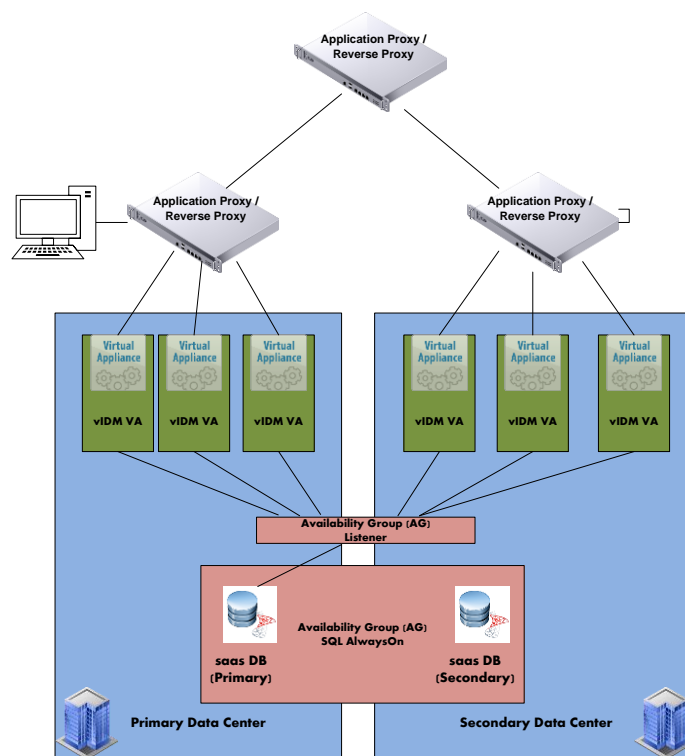 Application Proxy /
Reverse Proxy
Application Proxy /
Reverse Proxy
Application Proxy /
Reverse Proxy
Virtual
Appliance
Virtual
Appliance
Virtual
Appliance
Virtual
Appliance
Virtual
Appliance
Virtual
Appliance
vIDM VA
vIDM VA
vIDM VA
vIDM VA
vIDM VA
vIDM VA
Availability Group (AG)
Listener
Availability Group (AG)
SQL AlwaysOn
saas DB
(Primary)
saas DB
(Secondary)
Primary Data Center
Secondary Data Center